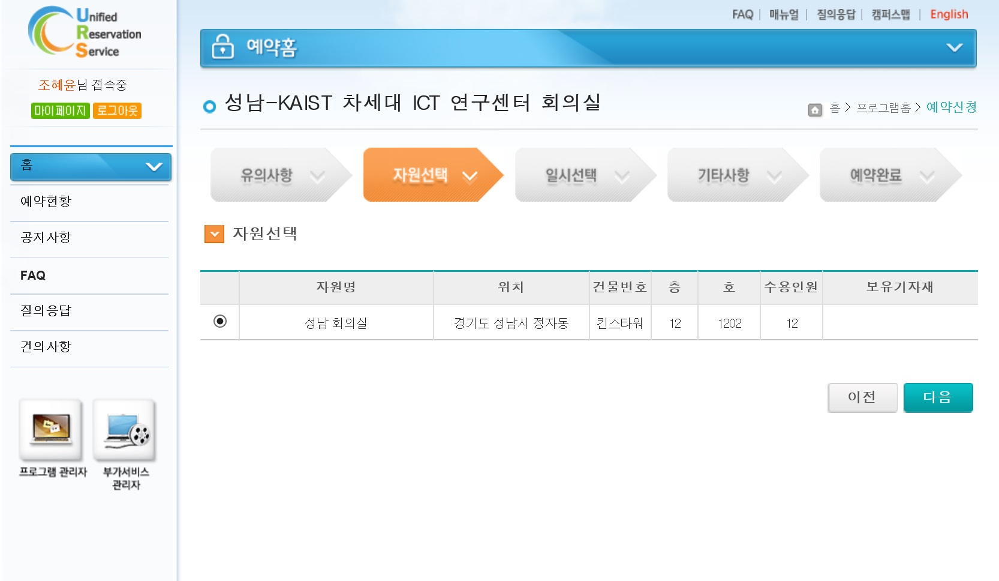 Unified
Reservation
Service
조혜윤님 접속중
마이페이지 로그아웃
홈
예약현황
공지사항
FAQ
질의응답
건의사항
프로그램 관리자
부가서비스
관리자
FAQ | 매뉴얼 | 질의응답 | 캠퍼스맵 | English
예약홈
성남-KAIST 차세대 ICT 연구센터 회의실
홈 > 프로그램홈 > 예약신청
유의사항 자원선택 일시선택 기타사항 예약완료
자원선택
자원명 위치 건물번호 층 호 수용인원 보유기자재
성남 회의실 경기도 성남시 정자동 킨스타워 12 1202 12
이전 다음